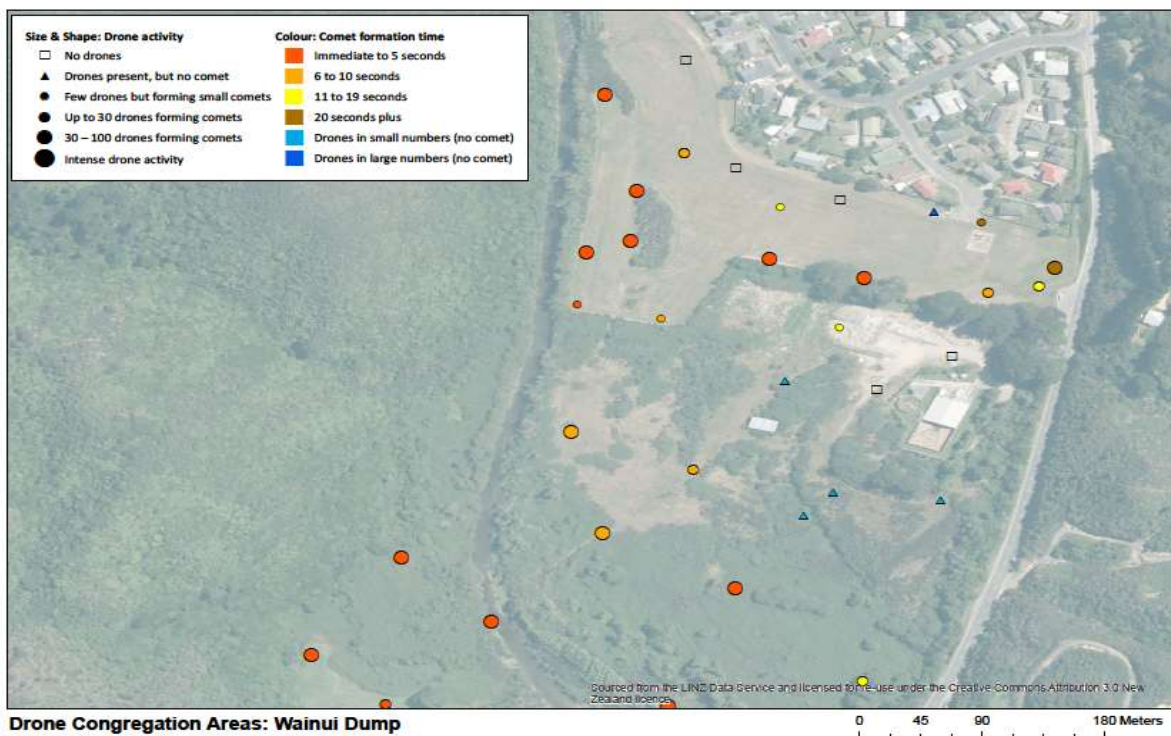 Size & Shape: Drone activity
No drones
Drones present, but no comet
Few drones but forming small comets
Up to 30 drones forming comets
30 – 100 drones forming comets
Intense drone activity
Colour: Comet formation time
Immediate to 5 seconds
6 to 10 seconds
11 to 19 seconds
20 seconds plus
Drones in small numbers (no comet)
Drones in large numbers (no comet)
Sourced from the LINZ Data Service and licensed for re-use under the Creative Commons Attribution 3.0 New
Zealand licence
Drone Congregation Areas: Wainui Dump
0 45 90 180 Meters